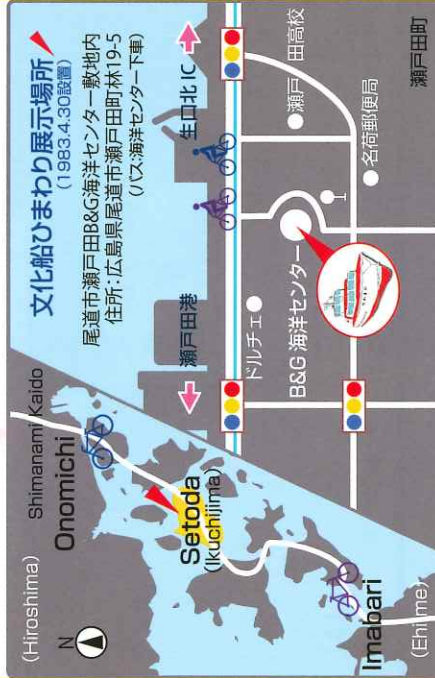 文化船ひまわり展示場所
(1983.4.30設置)
尾道市瀬戸田B&G海洋センター敷地内
住所:広島県尾道市瀬戸田町林19-5
(バス:海洋センター下車)
(Hiroshima)
Shimanami Kaido
Onomichi
N
Setoda
(Ikuchijima)
Imabari
(Ehime)
瀬戸田港
生口北IC
ドルチェ
瀬戸田高校
B&G 海洋センター
名荷郵便局
瀬戸田町